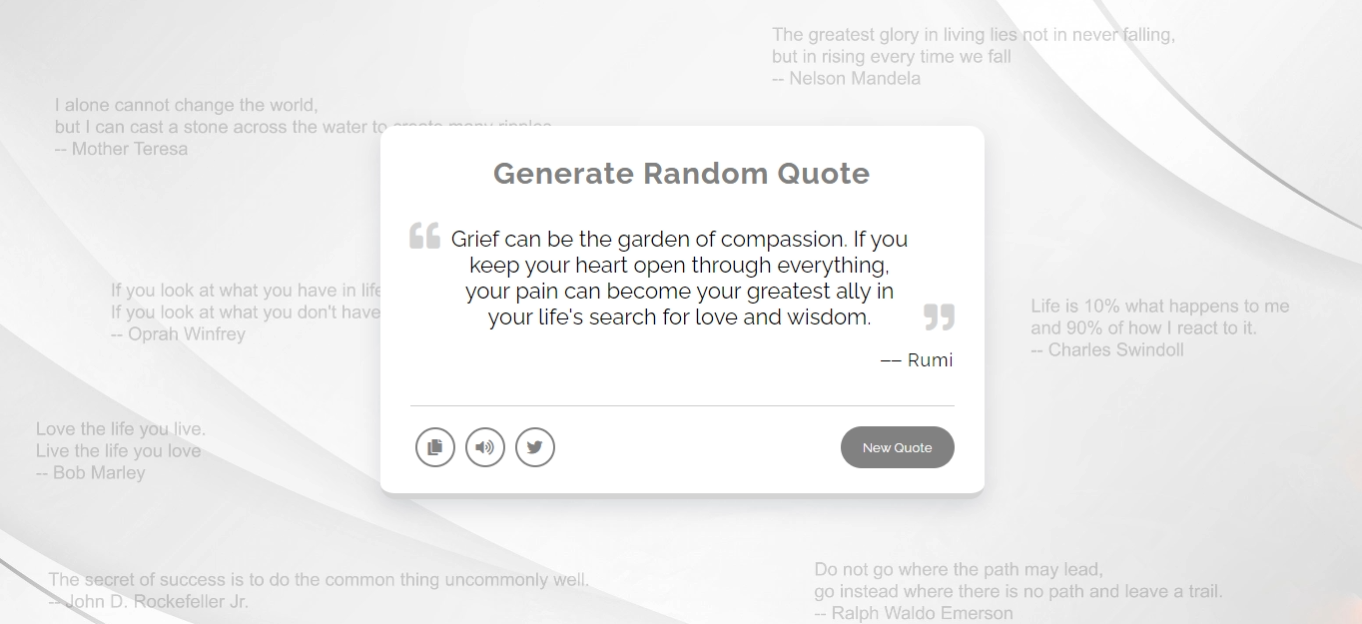 The greatest glory in living lies not in never falling,
but in rising every time we fall
-- Nelson Mandela
I alone cannot change the world,
but I can cast a stone across the water to create many ripples
-- Mother Teresa
Generate Random Quote
“
Grief can be the garden of compassion. If you
keep your heart open through everything,
your pain can become your greatest ally in
your life's search for love and wisdom.
”
–– Rumi
If you look at what you have in life
If you look at what you don't have
-- Oprah Winfrey
Life is 10% what happens to me
and 90% of how I react to it.
-- Charles Swindoll
Love the life you live.
Live the life you love
-- Bob Marley
New Quote
The secret of success is to do the common thing uncommonly well.
-- John D. Rockefeller Jr.
Do not go where the path may lead,
go instead where there is no path and leave a trail.
-- Ralph Waldo Emerson